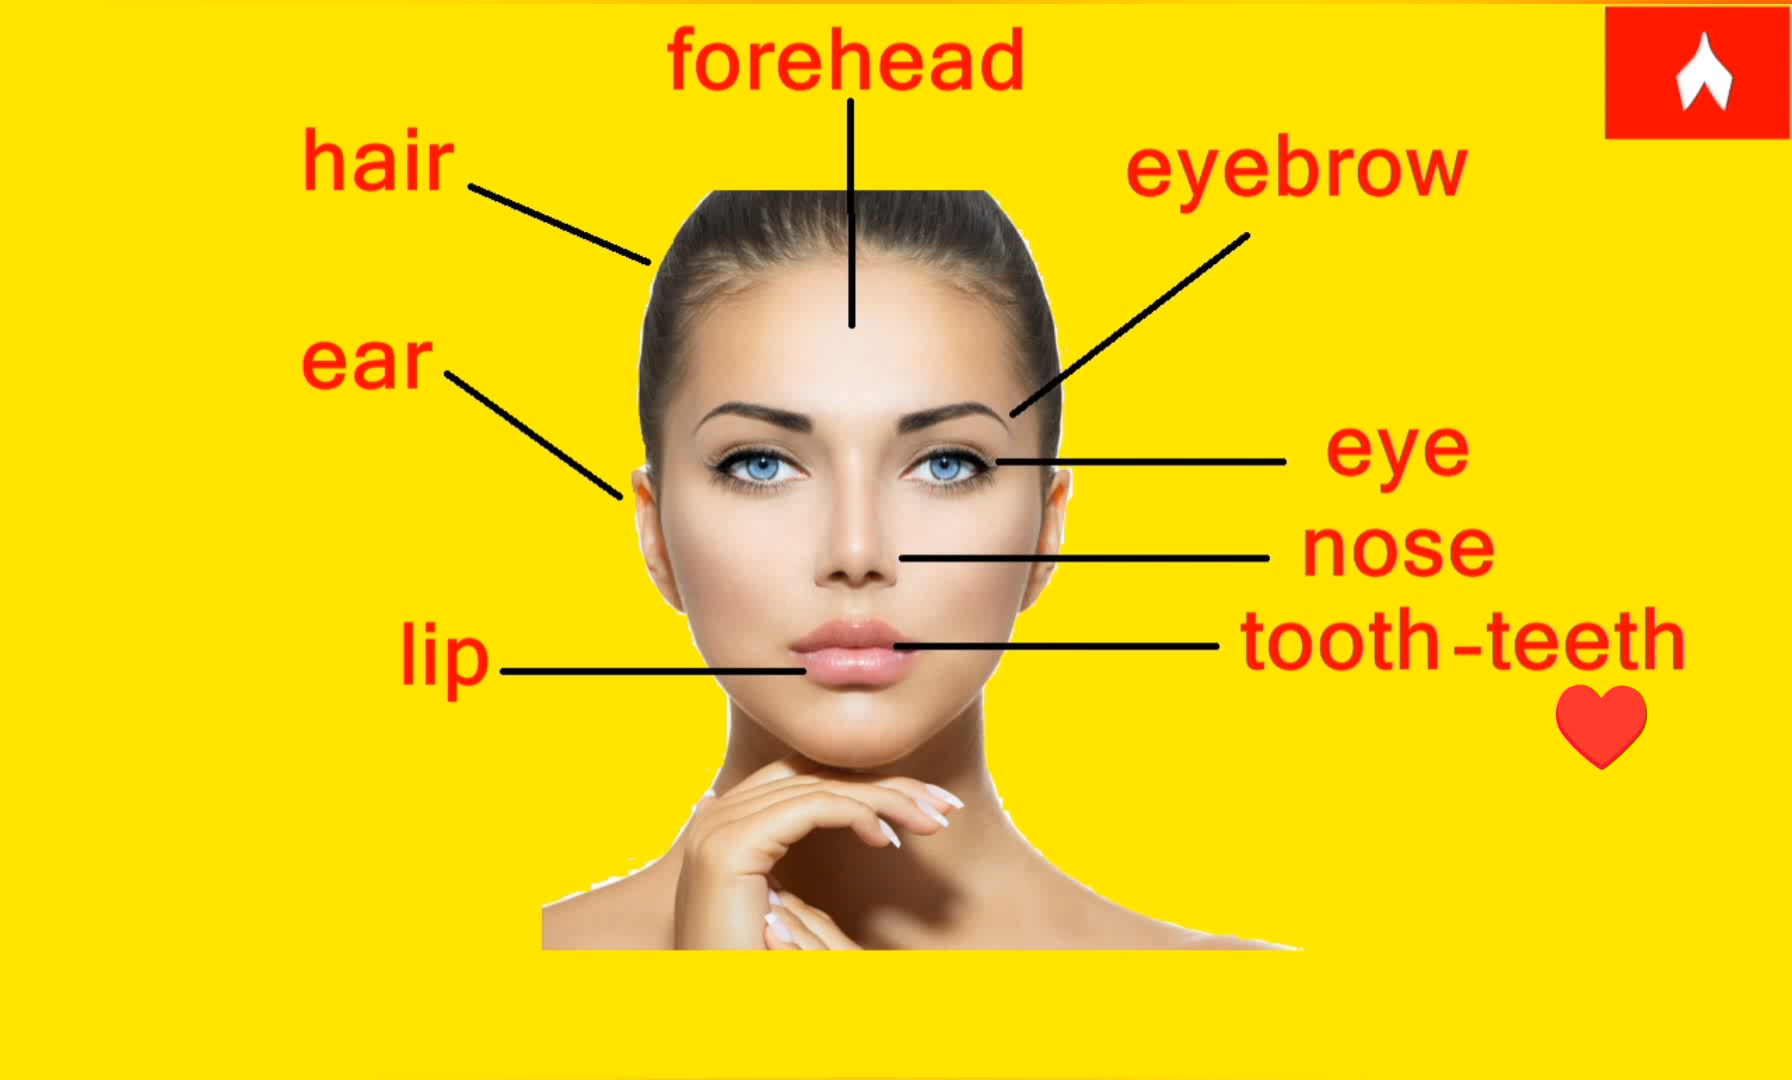 forehead
hair
eyebrow
ear
eye
nose
tooth-teeth
lip